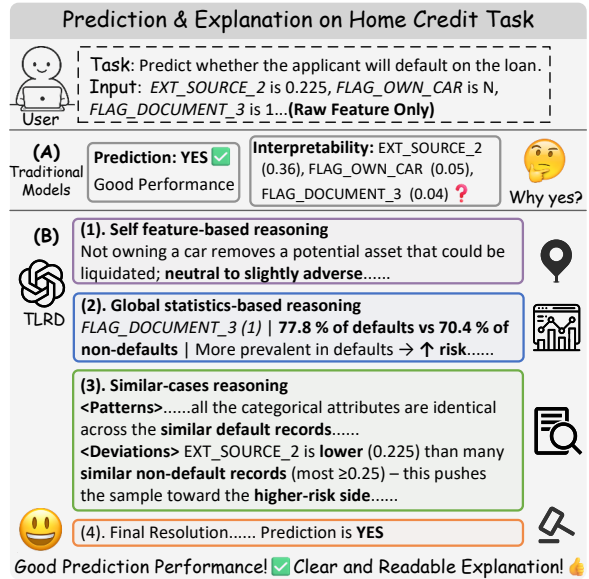 Prediction & Explanation on Home Credit Task
Task: Predict whether the applicant will default on the loan.
Input: EXT_SOURCE_2 is 0.225, FLAG_OWN_CAR is N,
FLAG_DOCUMENT_3 is 1...(Raw Feature Only)
User
(A)
Traditional
Models
Prediction: YES ✅
Good Performance
Interpretability: EXT_SOURCE_2
(0.36), FLAG_OWN_CAR (0.05),
FLAG_DOCUMENT_3 (0.04) ❓
Why yes?
(B)
TLRD
(1). Self feature-based reasoning
Not owning a car removes a potential asset that could be
liquidated; neutral to slightly adverse......
(2). Global statistics-based reasoning
FLAG_DOCUMENT_3 (1) | 77.8 % of defaults vs 70.4 % of
non-defaults | More prevalent in defaults → ↑ risk......
(3). Similar-cases reasoning
<Patterns>......all the categorical attributes are identical
across the similar default records......
<Deviations> EXT_SOURCE_2 is lower (0.225) than many
similar non-default records (most ≥0.25) – this pushes
the sample toward the higher-risk side......
(4). Final Resolution...... Prediction is YES
Good Prediction Performance! ✅ Clear and Readable Explanation! 👍